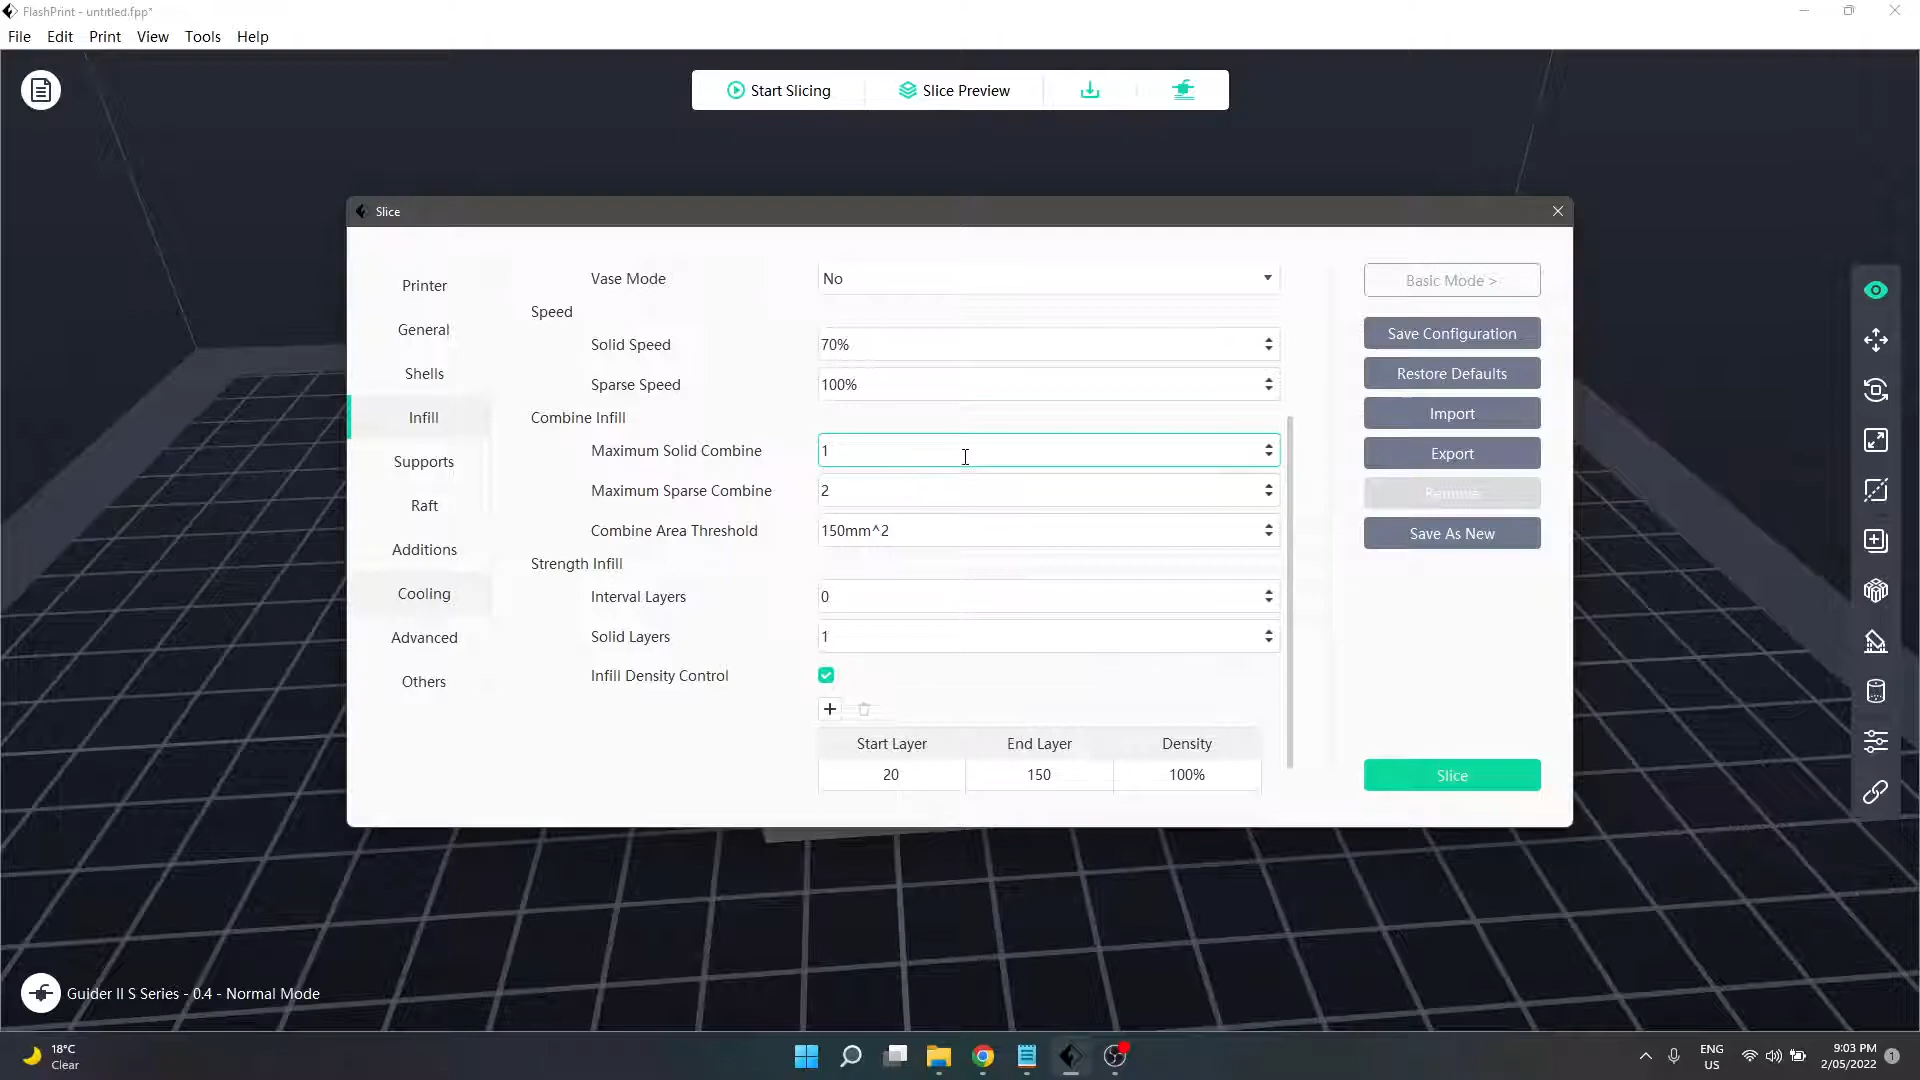 FlashPrint - untitled.fpp*
File Edit Print View Tools Help
Start Slicing Slice Preview
Slice
Printer
General
Shells
Infill
Supports
Raft
Additions
Cooling
Advanced
Others
Vase Mode No
Speed
Solid Speed 70%
Sparse Speed 100%
Combine Infill
Maximum Solid Combine 1
Maximum Sparse Combine 2
Combine Area Threshold 150mm^2
Strength Infill
Interval Layers 0
Solid Layers 1
Infill Density Control
Start Layer End Layer Density
20 150 100%
Basic Mode >
Save Configuration
Restore Defaults
Import
Export
Remove
Save As New
Slice
Guider II S Series - 0.4 - Normal Mode
18°C
Clear
ENG
US
9:03 PM
2/05/2022
1